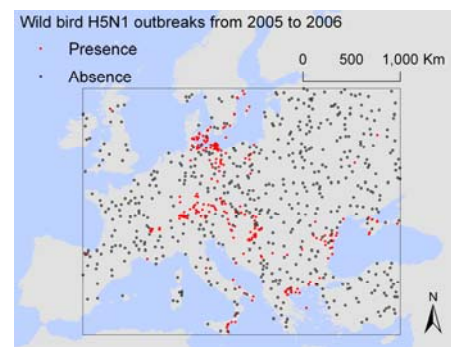 Wild bird H5N1 outbreaks from 2005 to 2006
Presence
Absence
0 500 1,000 Km
N